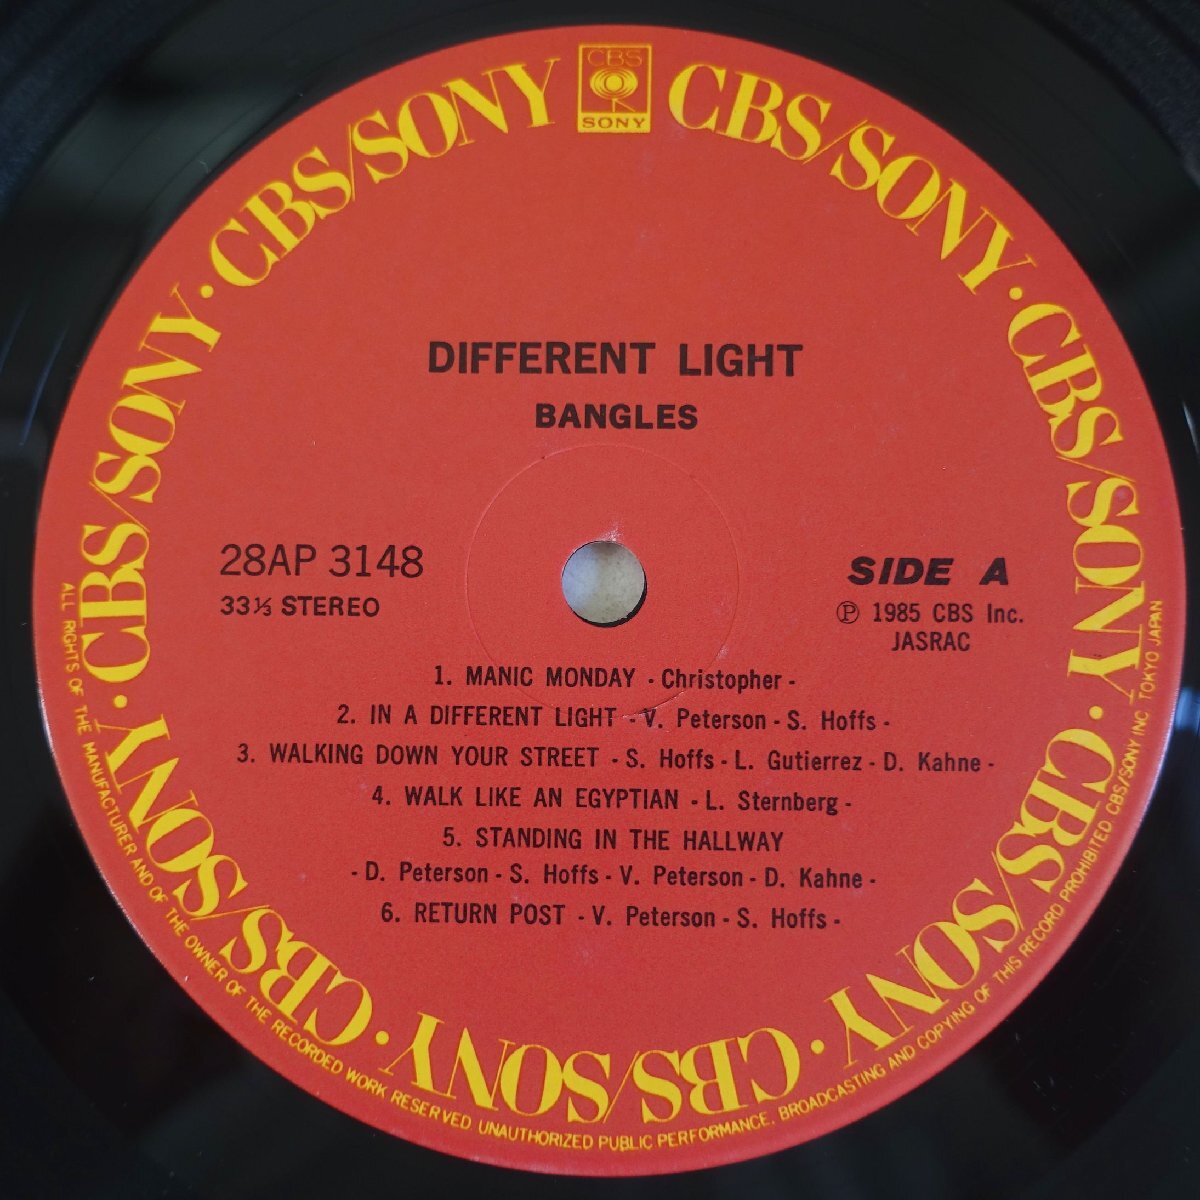 CBS
SONY
CBS/SONY · CBS/SONY · CBS/SONY · CBS/SONY · CBS/SONY · CBS/SONY · CBS/SONY · CBS/SONY · CBS/SONY
DIFFERENT LIGHT
BANGLES
28AP 3148
33⅓ STEREO
SIDE A
Ⓟ 1985 CBS Inc.
JASRAC
1. MANIC MONDAY - Christopher -
2. IN A DIFFERENT LIGHT - V. Peterson - S. Hoffs -
3. WALKING DOWN YOUR STREET - S. Hoffs - L. Gutierrez - D. Kahne -
4. WALK LIKE AN EGYPTIAN - L. Sternberg -
5. STANDING IN THE HALLWAY
- D. Peterson - S. Hoffs - V. Peterson - D. Kahne -
6. RETURN POST - V. Peterson - S. Hoffs -
ALL RIGHTS OF THE MANUFACTURER AND OF THE OWNER OF THE RECORDED WORK RESERVED UNAUTHORIZED PUBLIC PERFORMANCE. BROADCASTING AND COPYING OF THIS RECORD PROHIBITED CBS/SONY INC TOKYO JAPAN